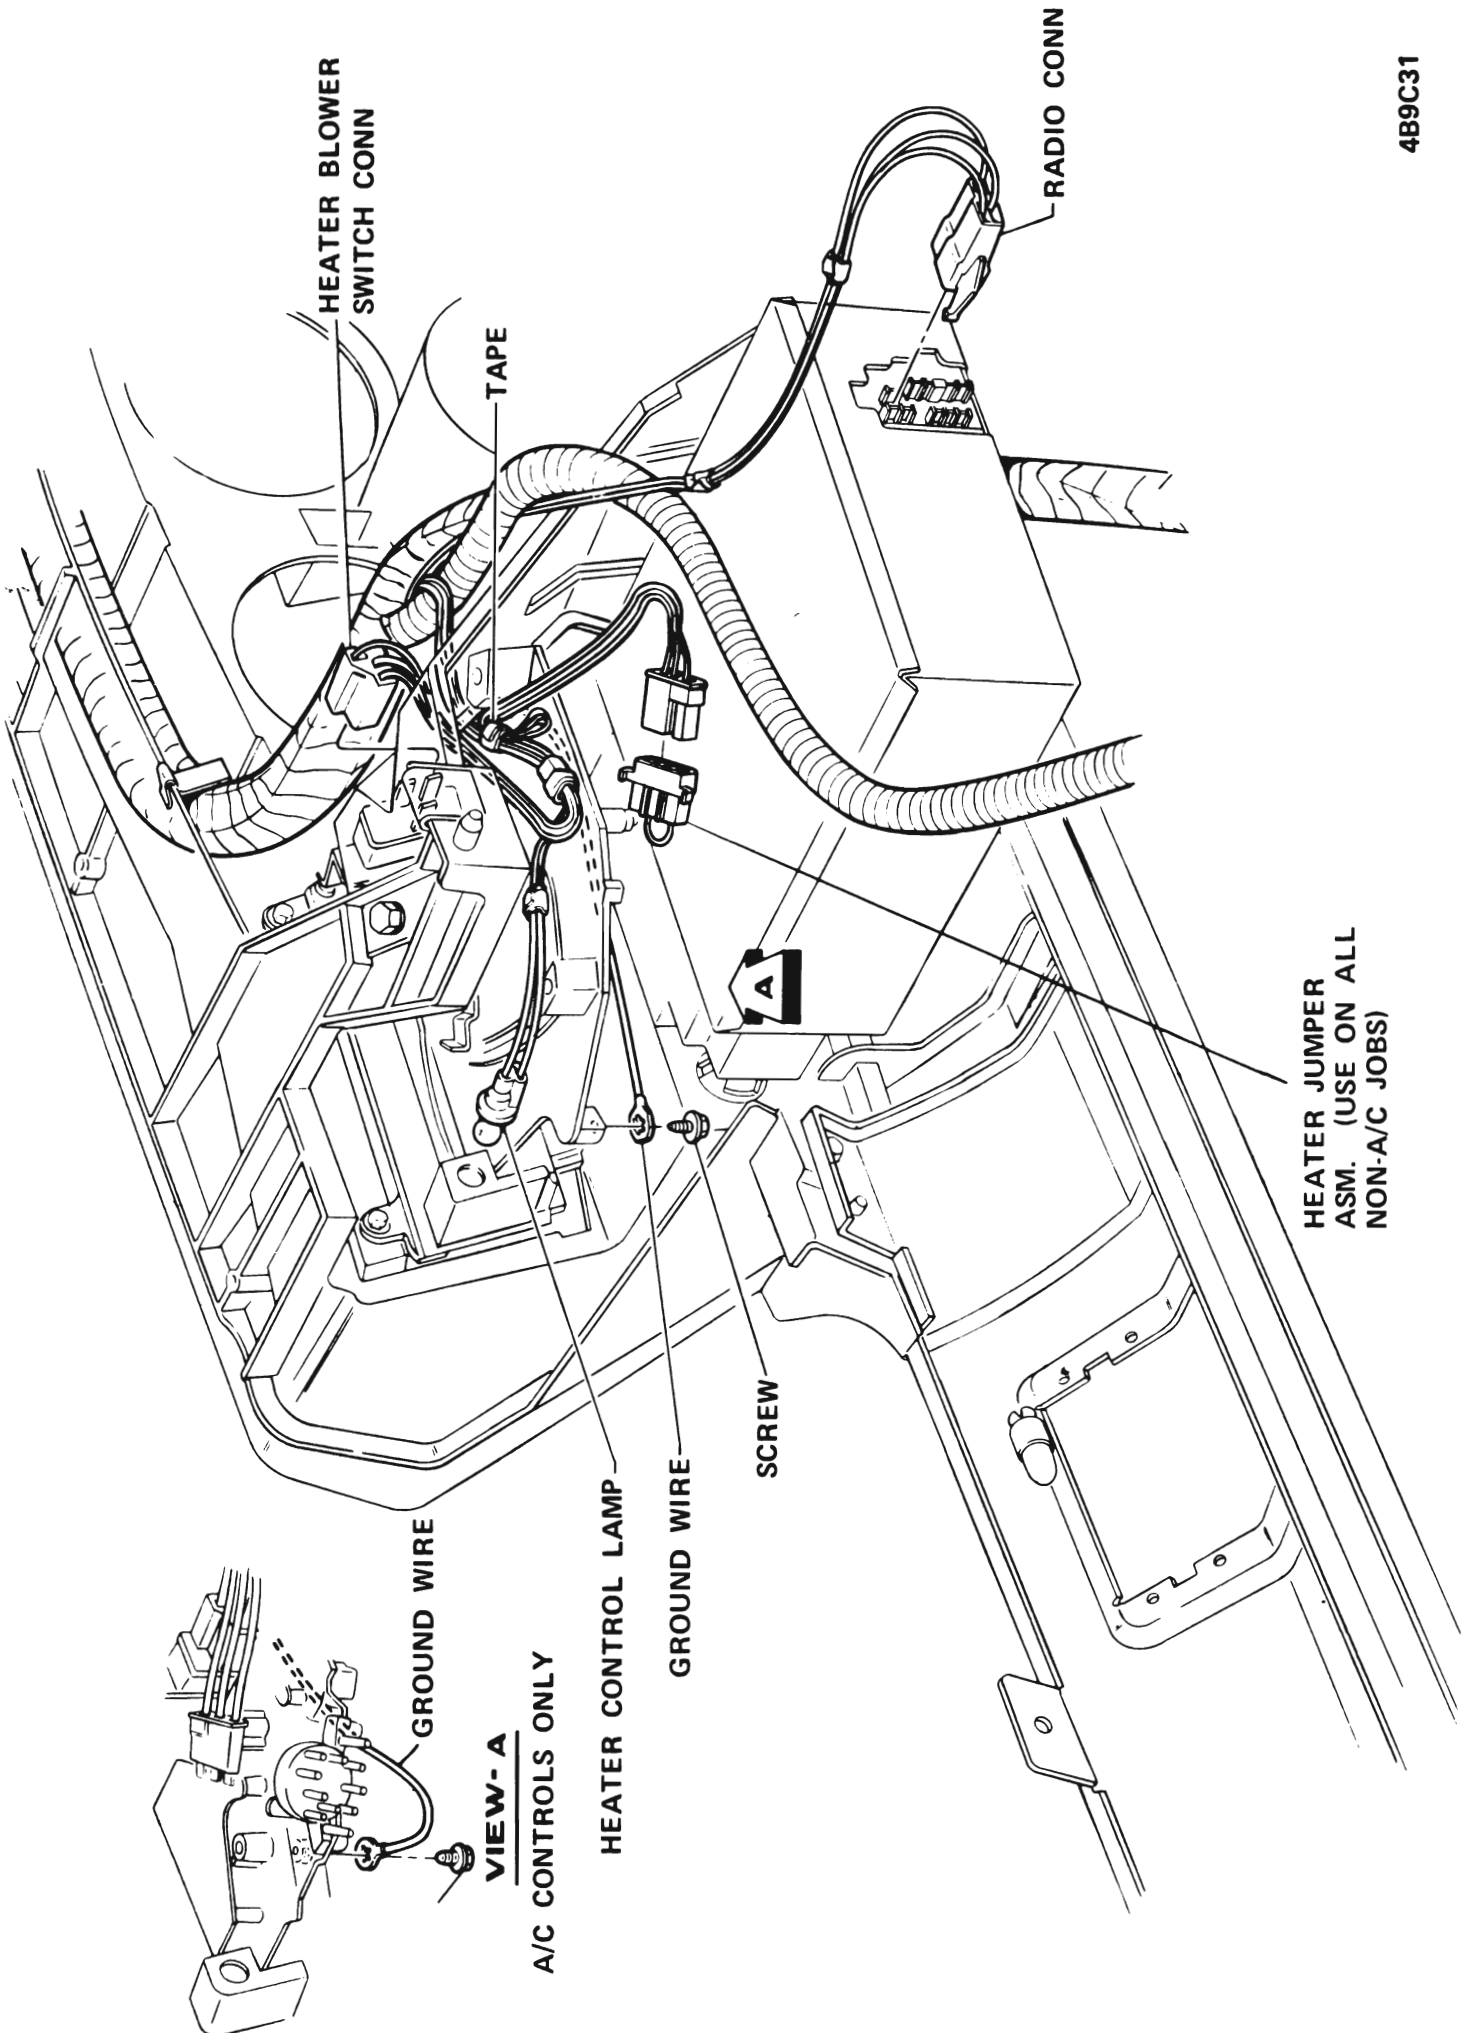 HEATER BLOWER
SWITCH CONN
TAPE
RADIO CONN
4B9C31
A
HEATER JUMPER
ASM. (USE ON ALL
NON-A/C JOBS)
SCREW
GROUND WIRE
HEATER CONTROL LAMP
GROUND WIRE
VIEW-A
A/C CONTROLS ONLY